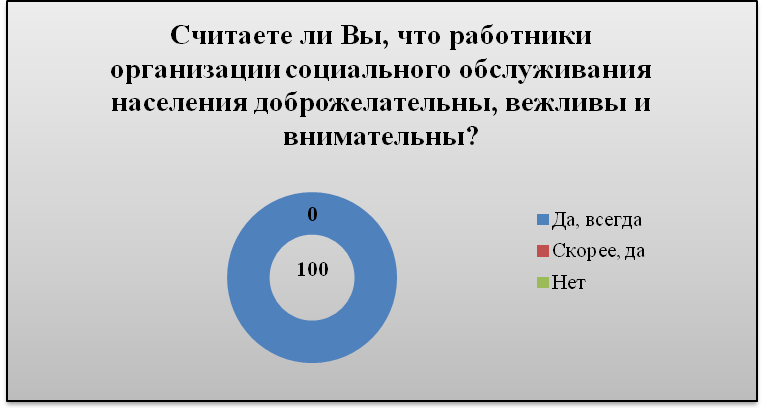 Считаете ли Вы, что работники
организации социального обслуживания
населения доброжелательны, вежливы и
внимательны?
0
100
Да, всегда
Скорее, да
Нет